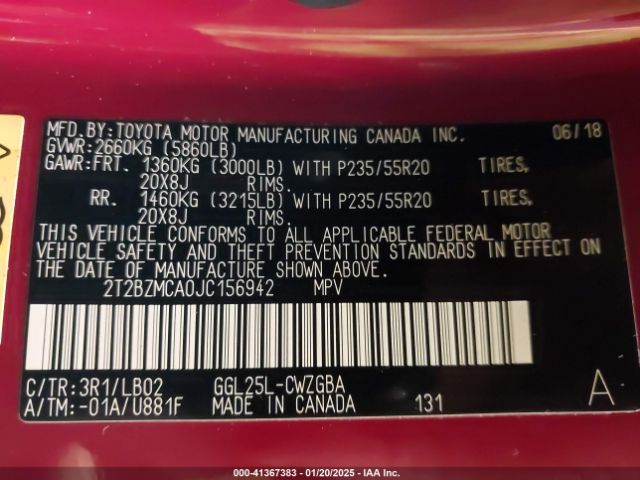 MFD.BY:TOYOTA MOTOR MANUFACTURING CANADA INC. 06/18
GVWR:2660KG (5860LB)
GAWR:FRT. 1360KG (3000LB) WITH P235/55R20 TIRES,
20X8J RIMS.
RR. 1460KG (3215LB) WITH P235/55R20 TIRES,
20X8J RIMS.
THIS VEHICLE CONFORMS TO ALL APPLICABLE FEDERAL MOTOR
VEHICLE SAFETY AND THEFT PREVENTION STANDARDS IN EFFECT ON
THE DATE OF MANUFACTURE SHOWN ABOVE.
2T2BZMCA0JC156942 MPV
C/TR:3R1/LB02 GGL25L-CWZGBA A
A/TM:-01A/U881F MADE IN CANADA 131
000-41367383 - 01/20/2025 - IAA Inc.